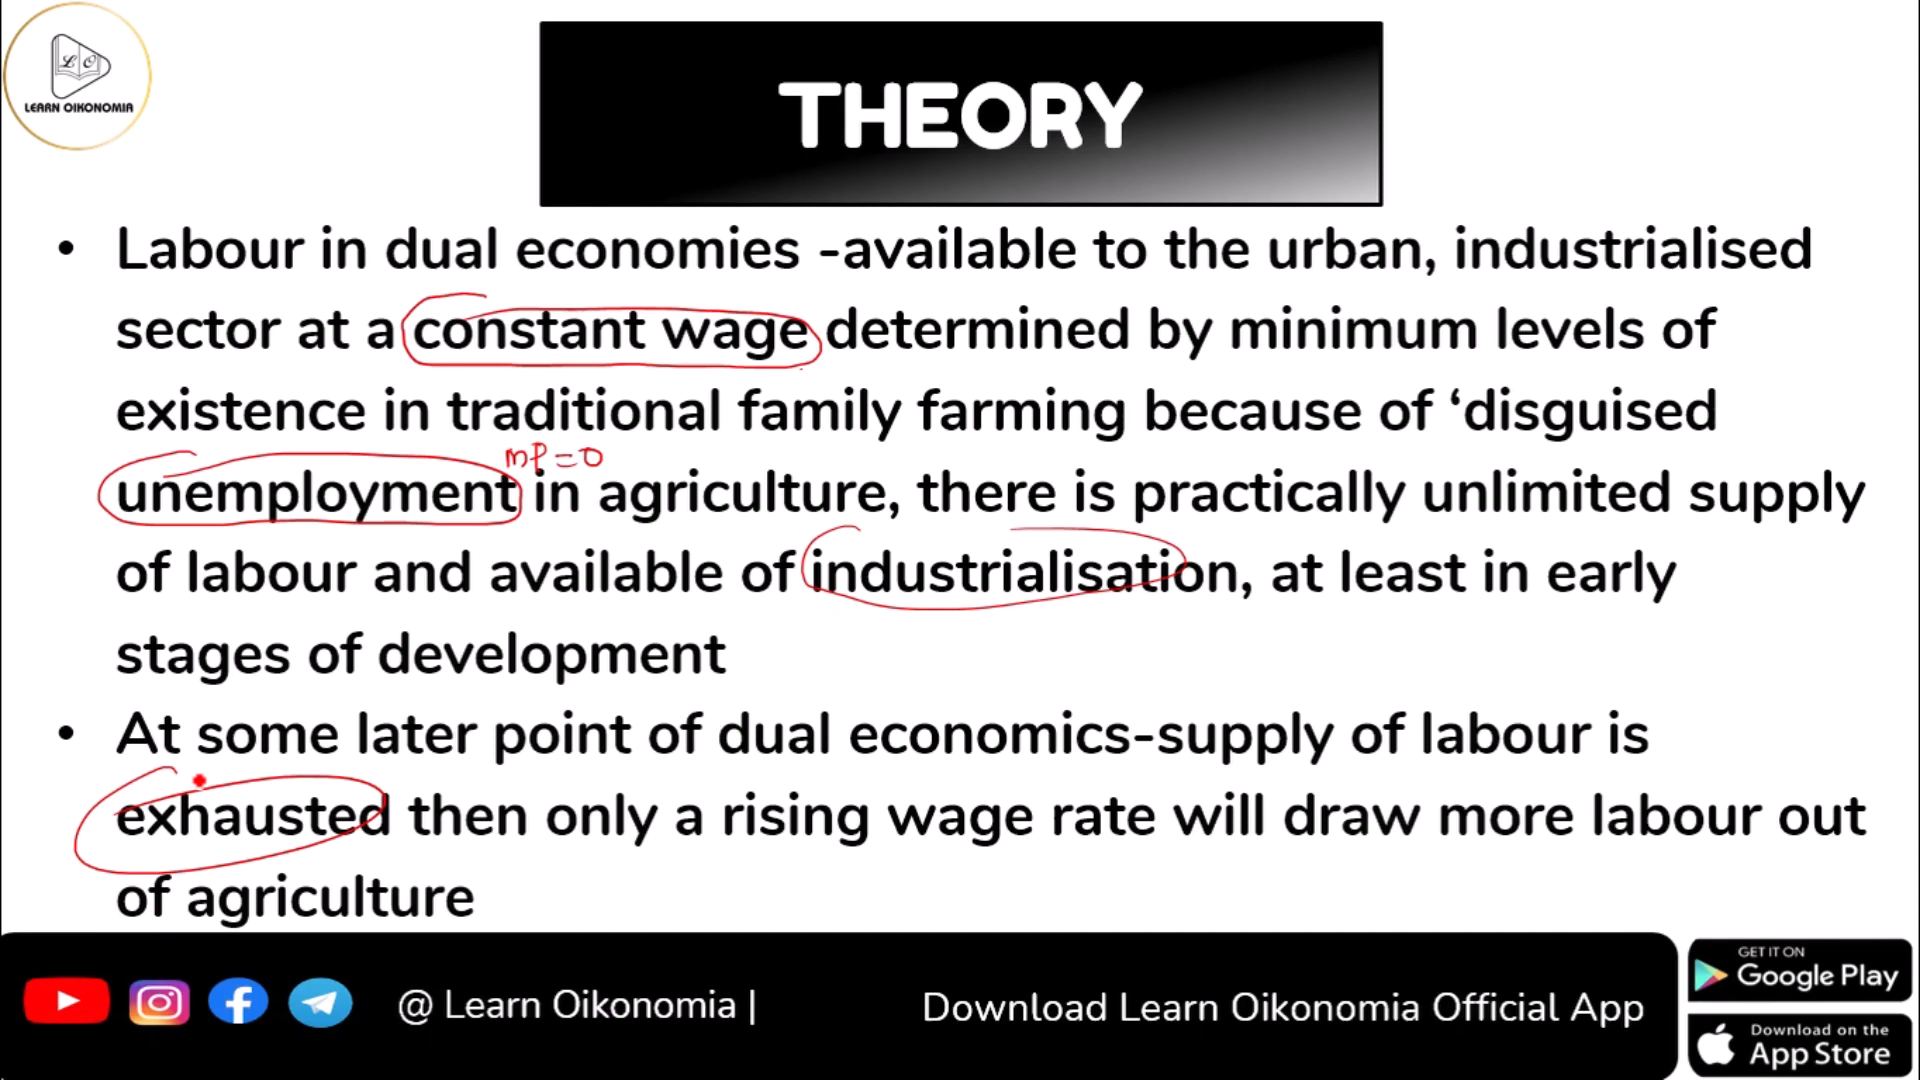 L O
LEARN OIKONOMIA
THEORY
• Labour in dual economies -available to the urban, industrialised
sector at a constant wage determined by minimum levels of
existence in traditional family farming because of ‘disguised
mp=0
unemployment in agriculture, there is practically unlimited supply
of labour and available of industrialisation, at least in early
stages of development
• At some later point of dual economics-supply of labour is
exhausted then only a rising wage rate will draw more labour out
of agriculture
@ Learn Oikonomia |
Download Learn Oikonomia Official App
GET IT ON
Google Play
Download on the
App Store